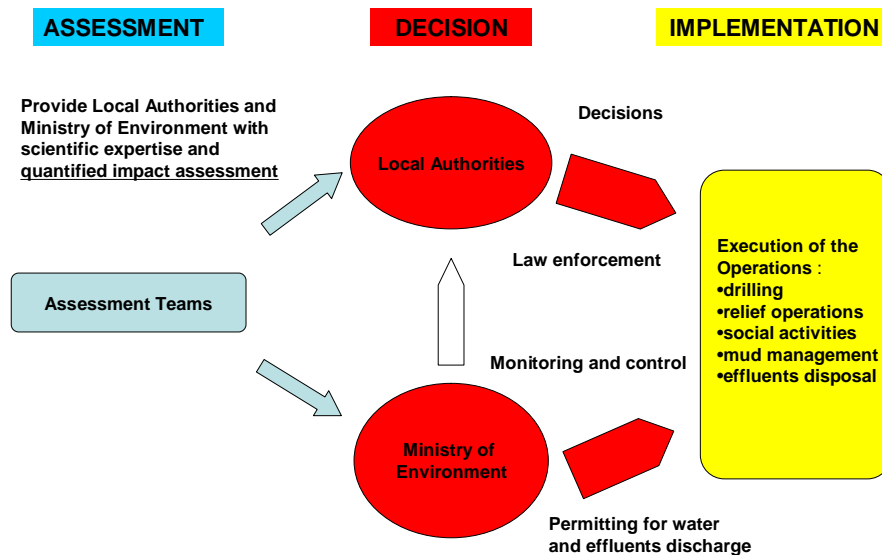 ASSESSMENT
DECISION
IMPLEMENTATION
Provide Local Authorities and
Ministry of Environment with
scientific expertise and
quantified impact assessment
Decisions
Local Authorities
Law enforcement
Execution of the
Operations :
•drilling
•relief operations
•social activities
•mud management
•effluents disposal
Assessment Teams
Monitoring and control
Ministry of
Environment
Permitting for water
and effluents discharge